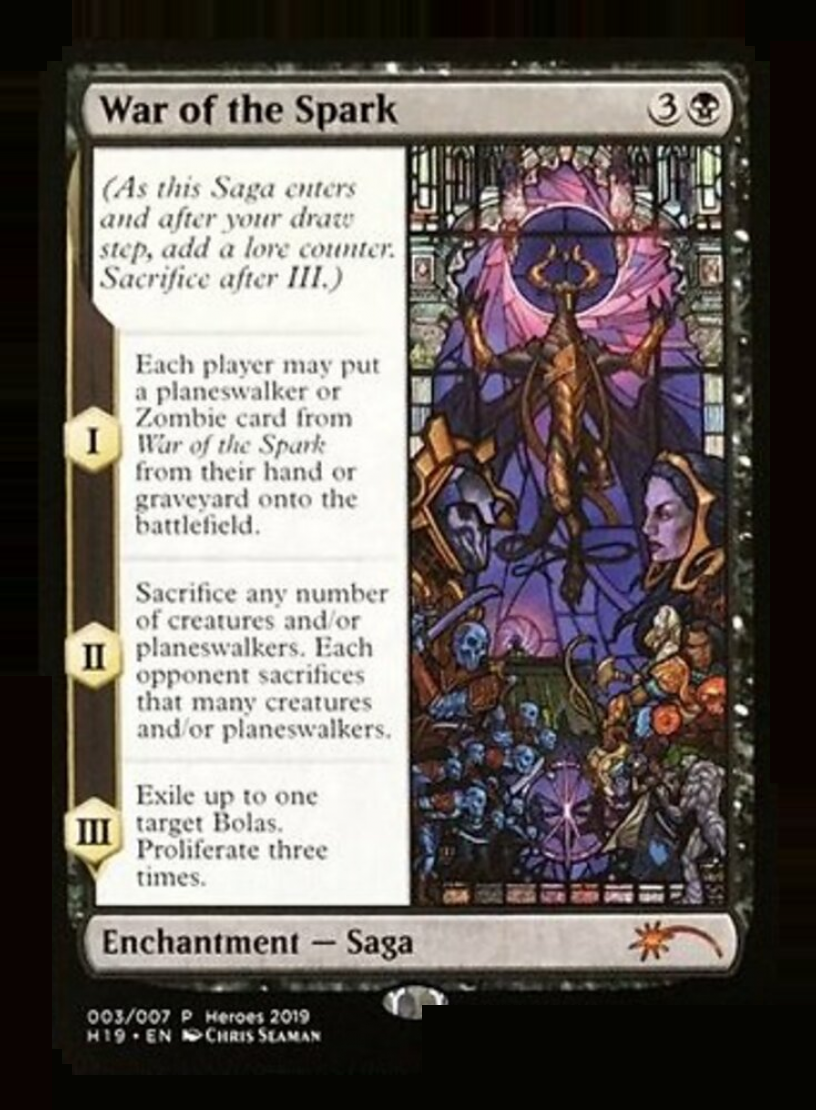 War of the Spark 3
(As this Saga enters
and after your draw
step, add a lore counter.
Sacrifice after III.)
I
Each player may put
a planeswalker or
Zombie card from
War of the Spark
from their hand or
graveyard onto the
battlefield.
II
Sacrifice any number
of creatures and/or
planeswalkers. Each
opponent sacrifices
that many creatures
and/or planeswalkers.
III
Exile up to one
target Bolas.
Proliferate three
times.
Enchantment — Saga
003/007 P Heroes 2019
H19 • EN Chris Seaman